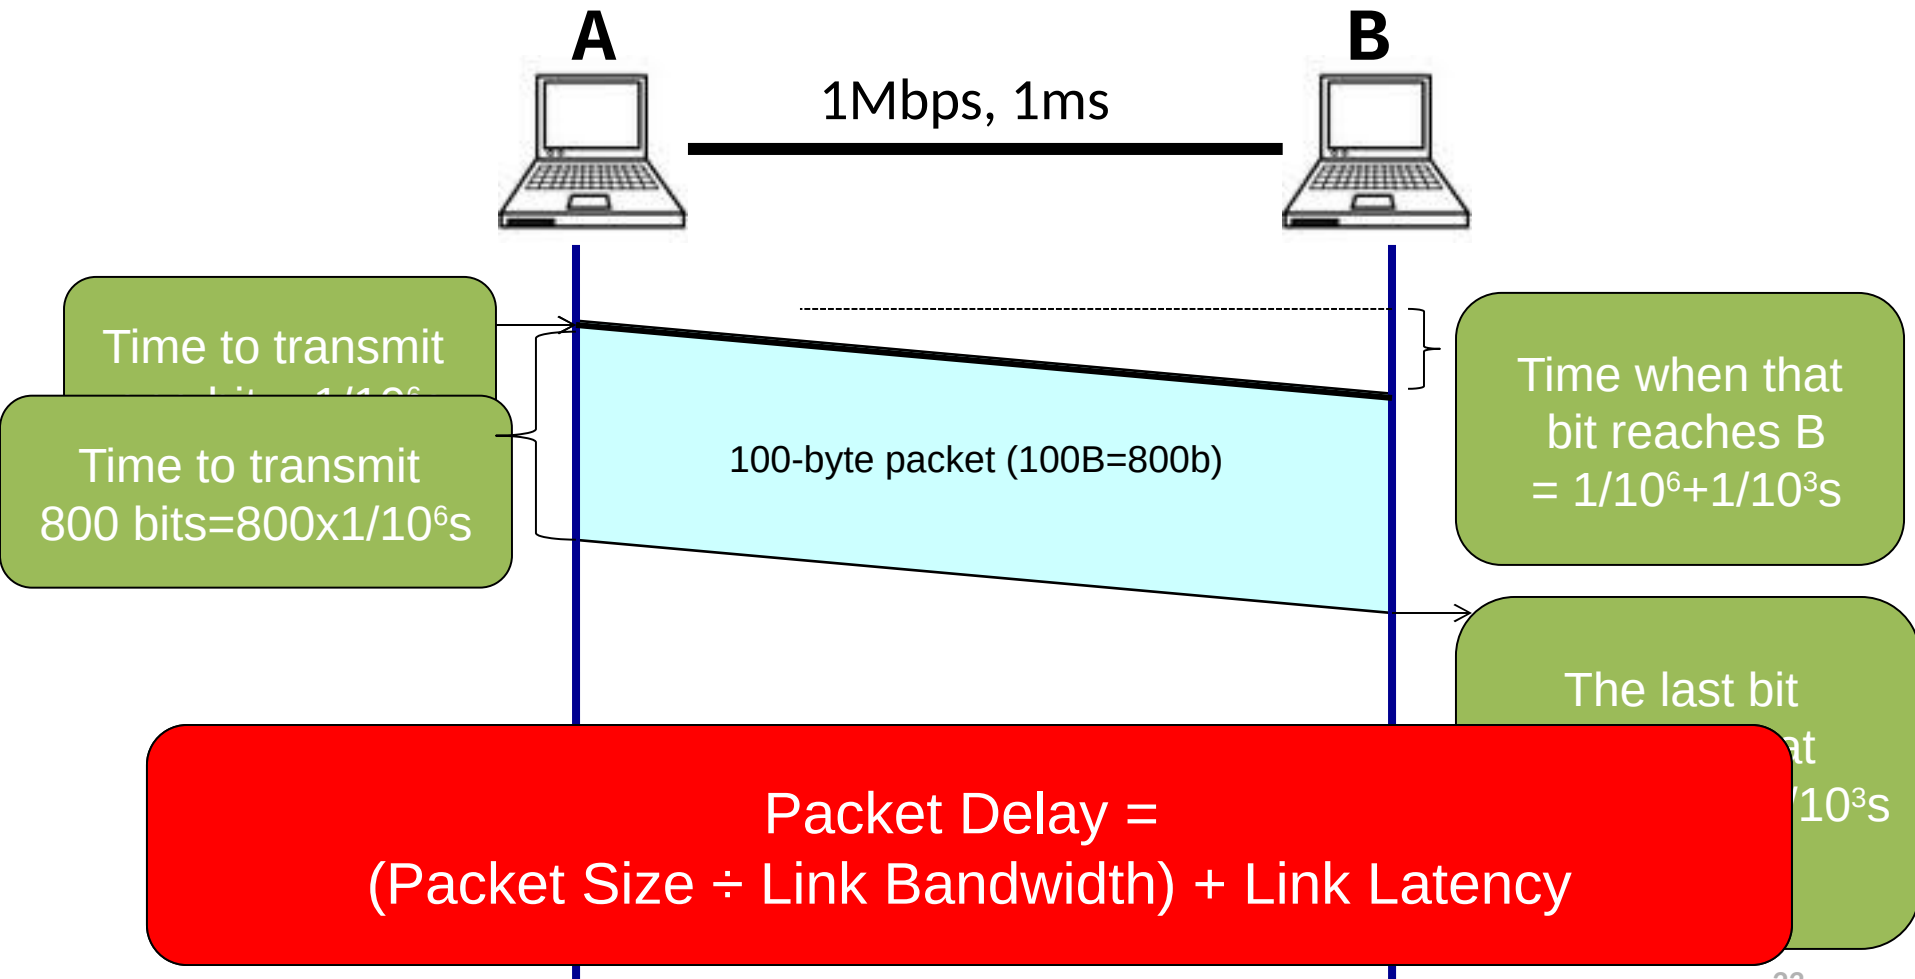 A
B
1Mbps, 1ms
Time to transmit
1/10⁶
Time to transmit
800 bits=800x1/10⁶s
100-byte packet (100B=800b)
Time when that
bit reaches B
= 1/10⁶+1/10³s
The last bit
at
/10³s
Packet Delay =
(Packet Size ÷ Link Bandwidth) + Link Latency